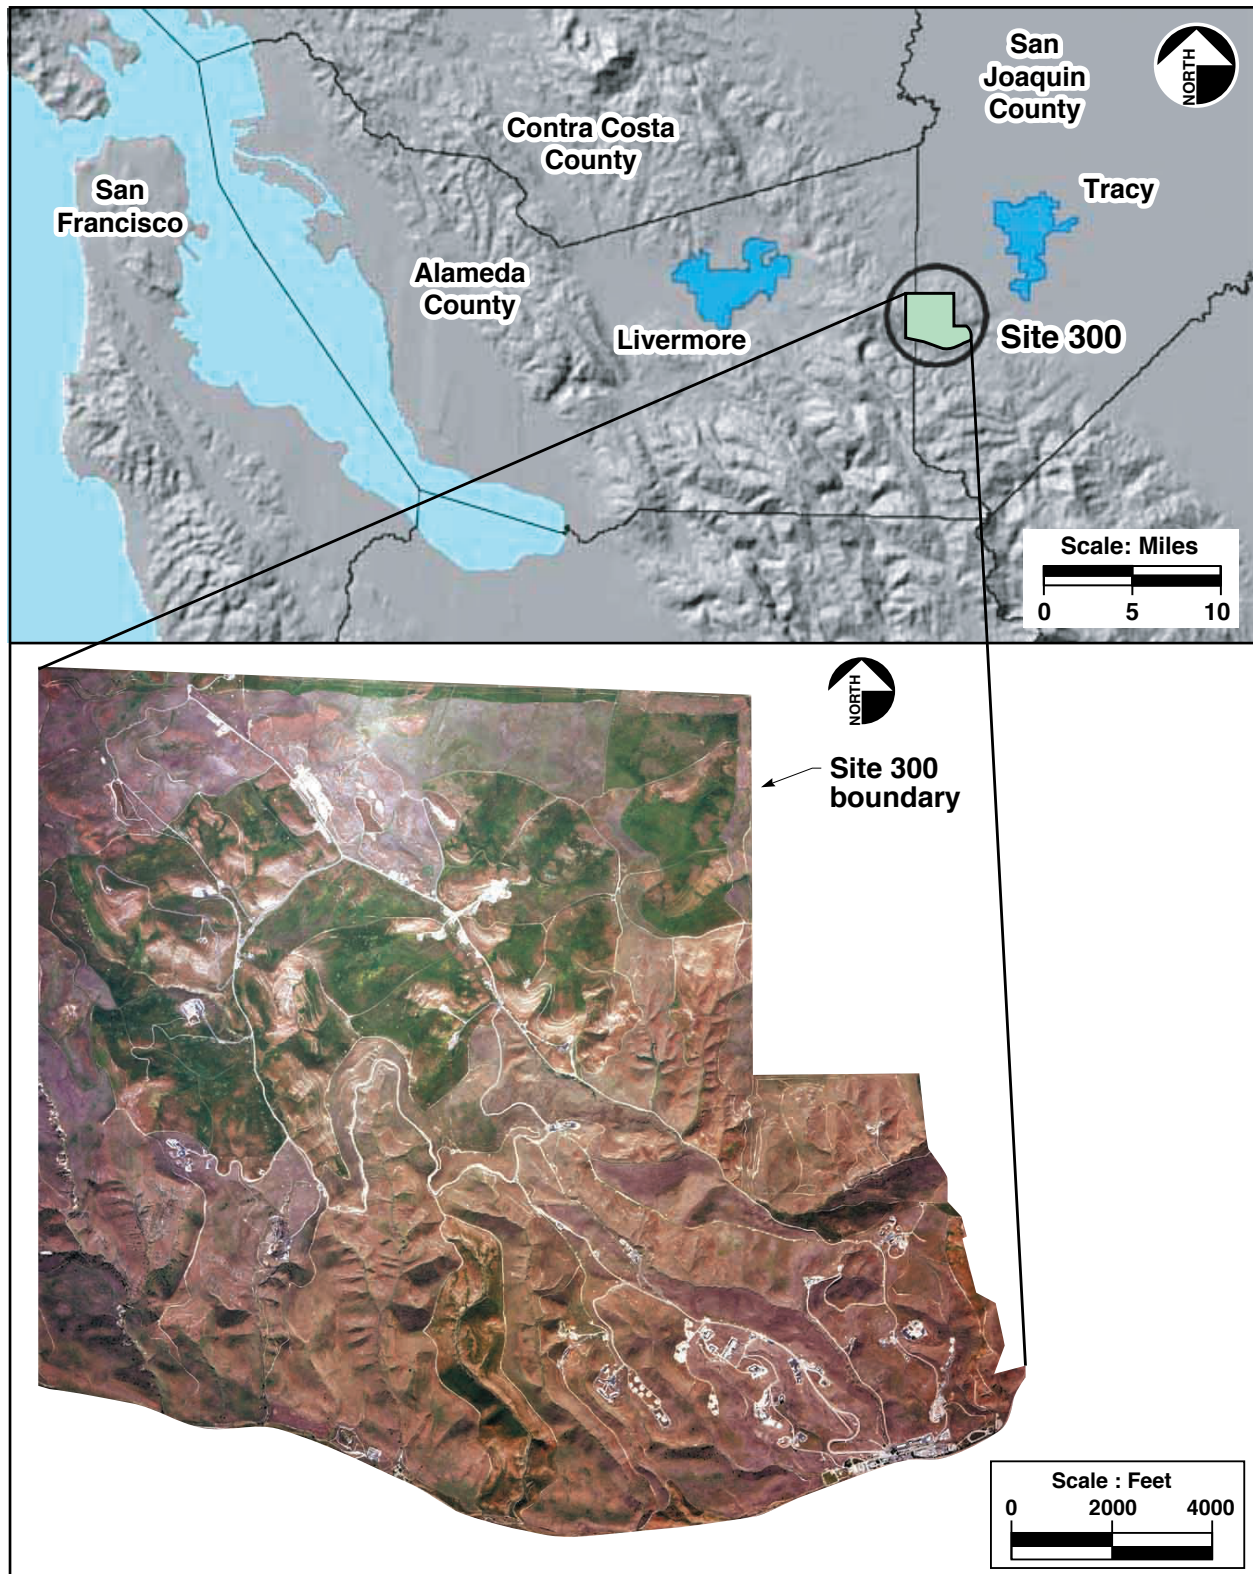 San
Joaquin
County
NORTH
Contra Costa
County
San
Francisco
Tracy
Alameda
County
Livermore
Site 300
Scale: Miles
0 5 10
NORTH
Site 300
boundary
Scale : Feet
0 2000 4000